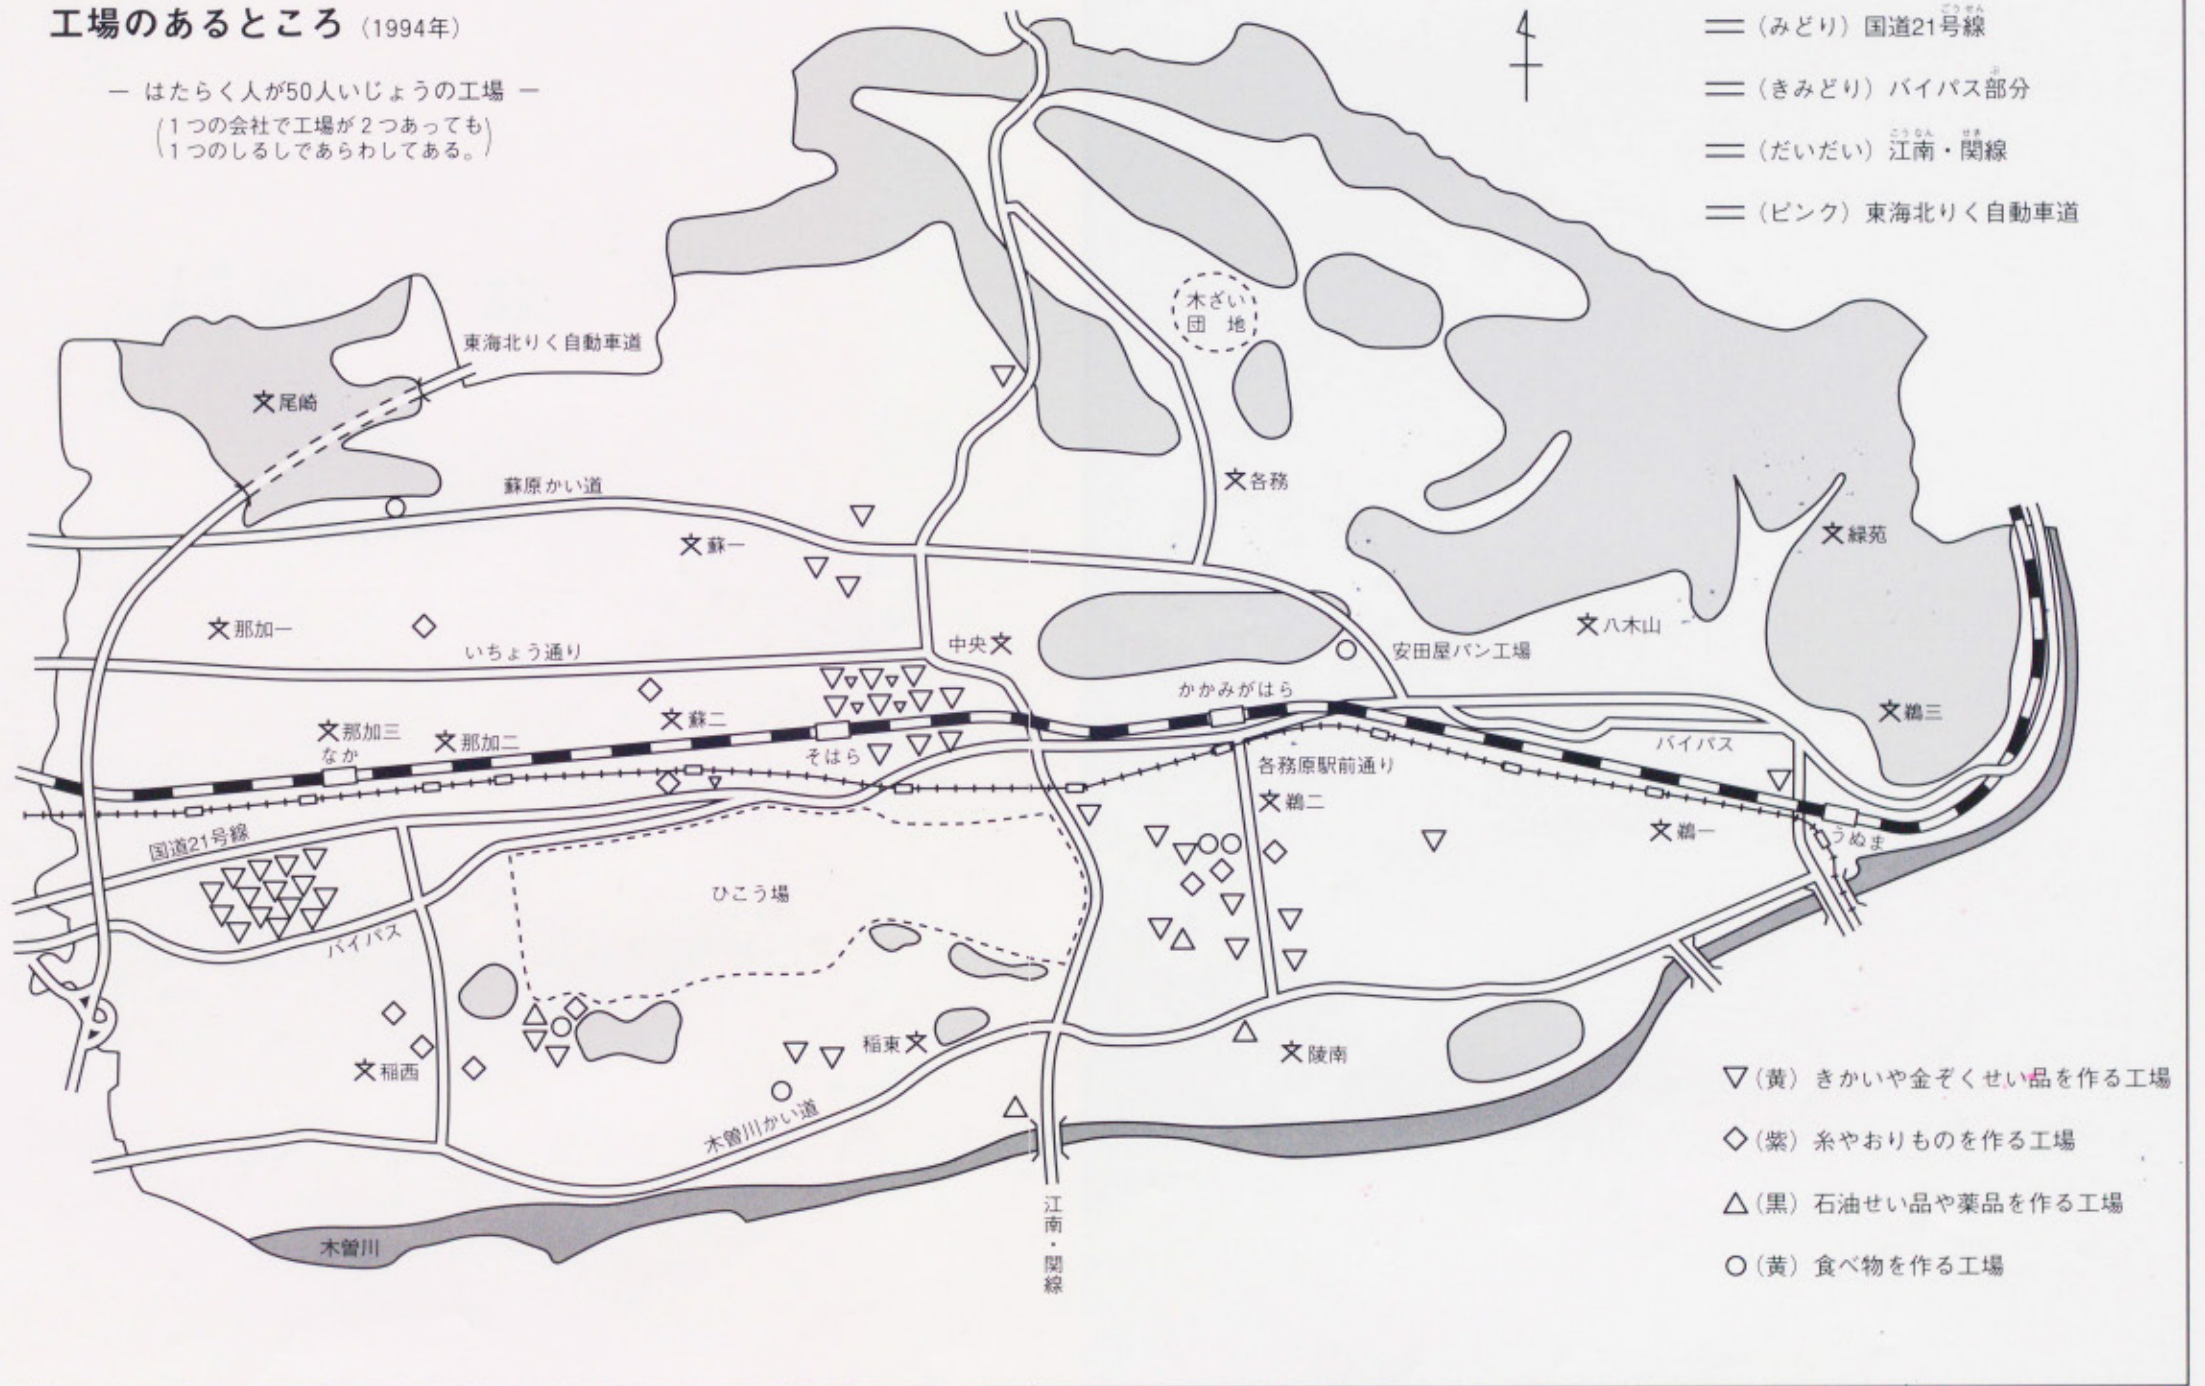 工場のあるところ（1994年）
― はたらく人が50人いじょうの工場 ―
（1つの会社で工場が2つあっても
1つのしるしであらわしてある。）
ごうせん
（みどり）国道21号線
ぶ
（きみどり）バイパス部分
こうなん せき
（だいだい）江南・関線
（ピンク）東海北りく自動車道
木ざい
団地
東海北りく自動車道
尾崎
蘇原かい道
各務
蘇一
緑苑
那加一
いちょう通り
中央
八木山
安田屋パン工場
かかみがはら
蘇二
鵜三
那加三
那加二
なか
そはら
バイパス
各務原駅前通り
鵜二
鵜一
うぬま
国道21号線
ひこう場
バイパス
稲東
稲西
陵南
木曽川かい道
木曽川
江南・関線
▽（黄）きかいや金ぞくせい品を作る工場
◇（紫）糸やおりものを作る工場
△（黒）石油せい品や薬品を作る工場
○（黄）食べ物を作る工場